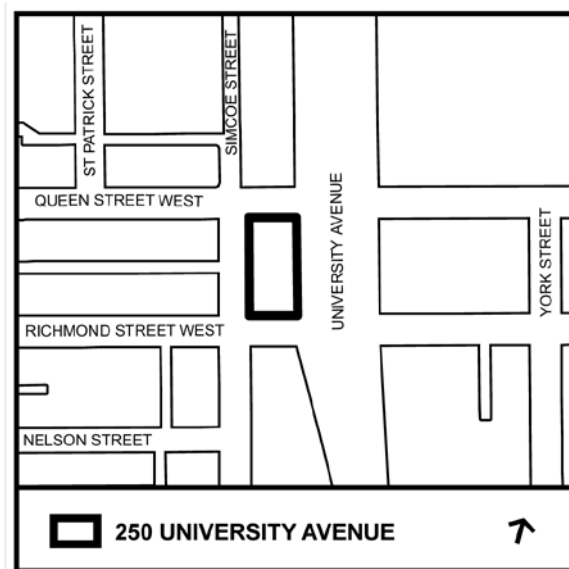 ST PATRICK STREET
SIMCOE STREET
QUEEN STREET WEST
UNIVERSITY AVENUE
YORK STREET
RICHMOND STREET WEST
NELSON STREET
250 UNIVERSITY AVENUE